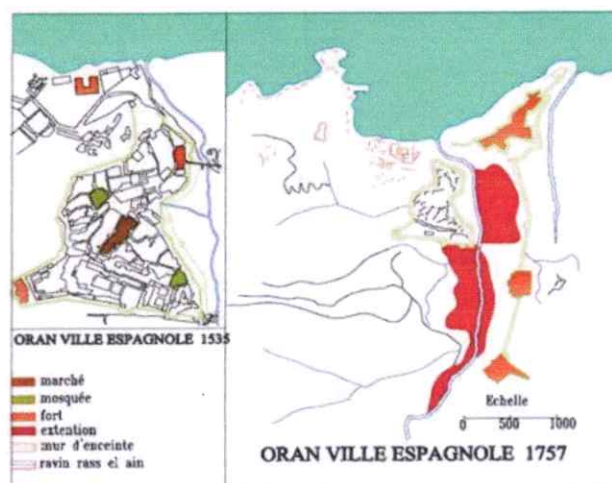 ORAN VILLE ESPAGNOLE 1535
marché
mosquée
fort
extention
mur d'enceinte
ravin rass el ain
Echelle
0 500 1000
ORAN VILLE ESPAGNOLE 1757